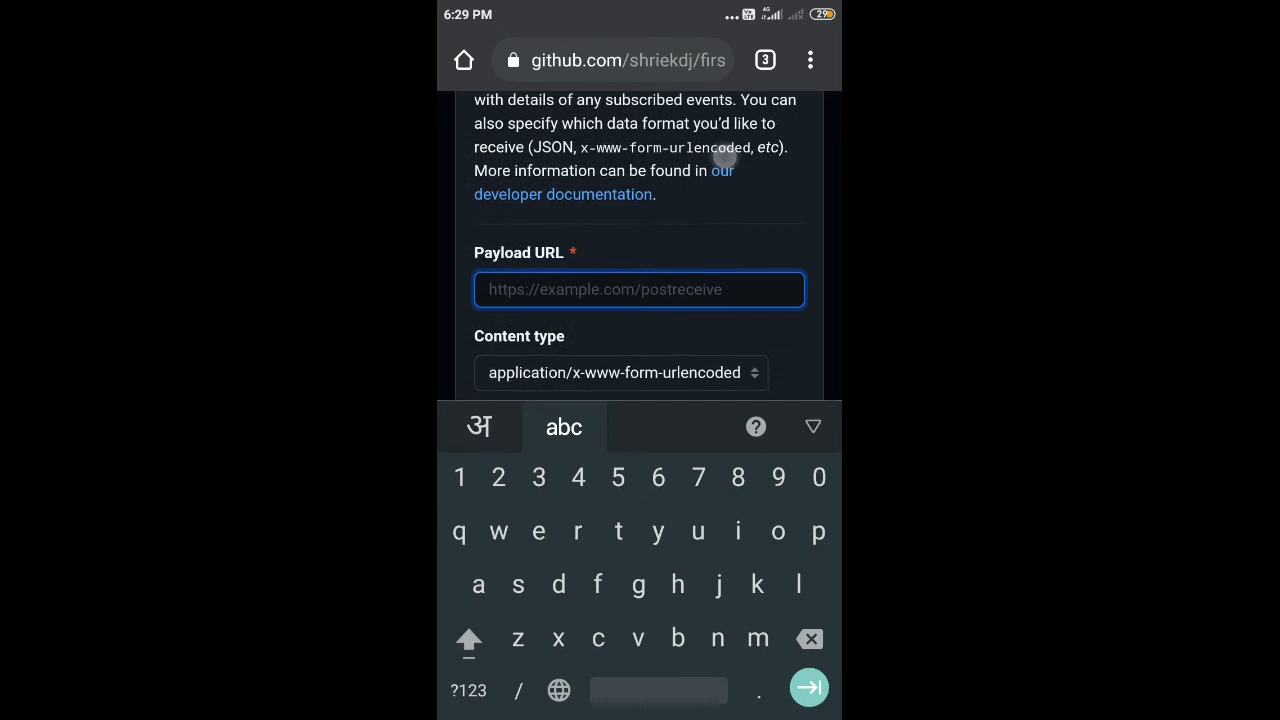 6:29 PM
4G
29
github.com/shriekdj/firs
3
with details of any subscribed events. You can
also specify which data format you'd like to
receive (JSON, x-www-form-urlencoded, etc).
More information can be found in our
developer documentation.
Payload URL *
https://example.com/postreceive
Content type
application/x-www-form-urlencoded
अ abc ?
1 2 3 4 5 6 7 8 9 0
q w e r t y u i o p
a s d f g h j k l
z x c v b n m
?123 / .